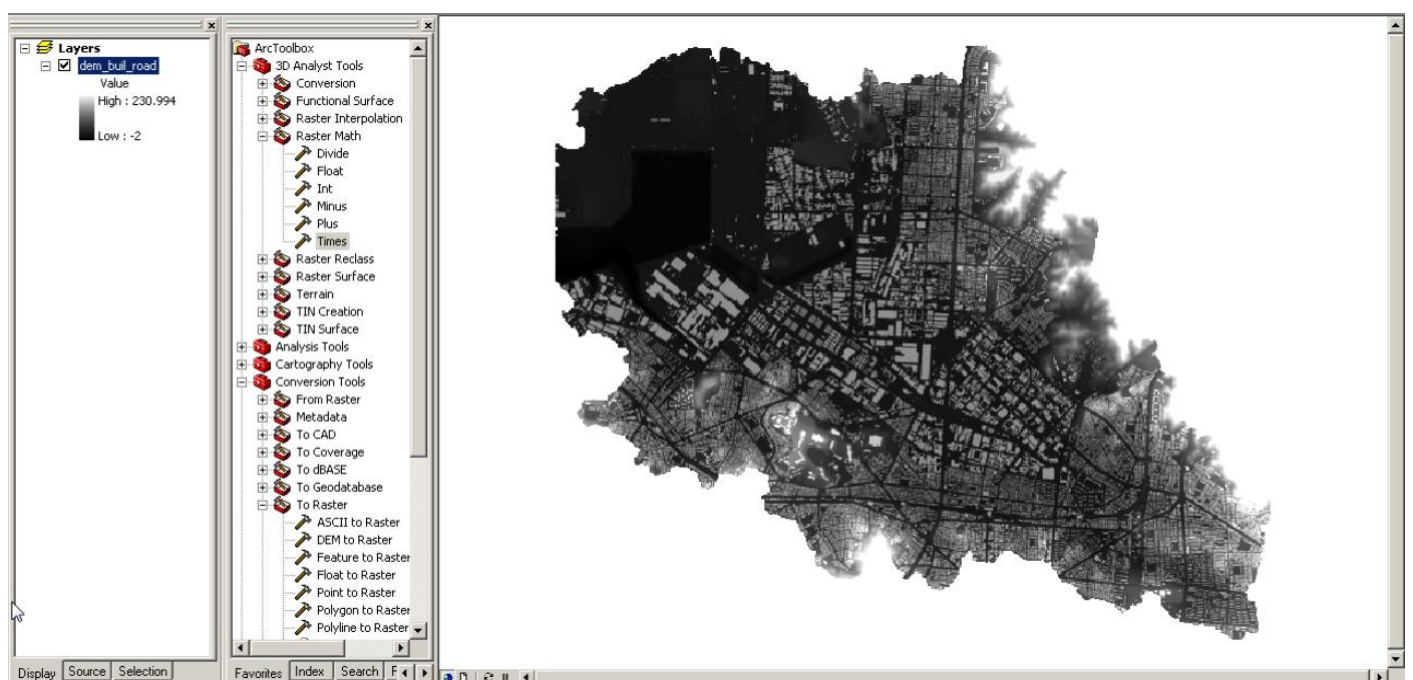 Layers
dem_buil_road
Value
High : 230.994
Low : -2
Display Source Selection
ArcToolbox
3D Analyst Tools
Conversion
Functional Surface
Raster Interpolation
Raster Math
Divide
Float
Int
Minus
Plus
Times
Raster Reclass
Raster Surface
Terrain
TIN Creation
TIN Surface
Analysis Tools
Cartography Tools
Conversion Tools
From Raster
Metadata
To CAD
To Coverage
To dBASE
To Geodatabase
To Raster
ASCII to Raster
DEM to Raster
Feature to Raster
Float to Raster
Point to Raster
Polygon to Raster
Polyline to Raster
Favorites Index Search